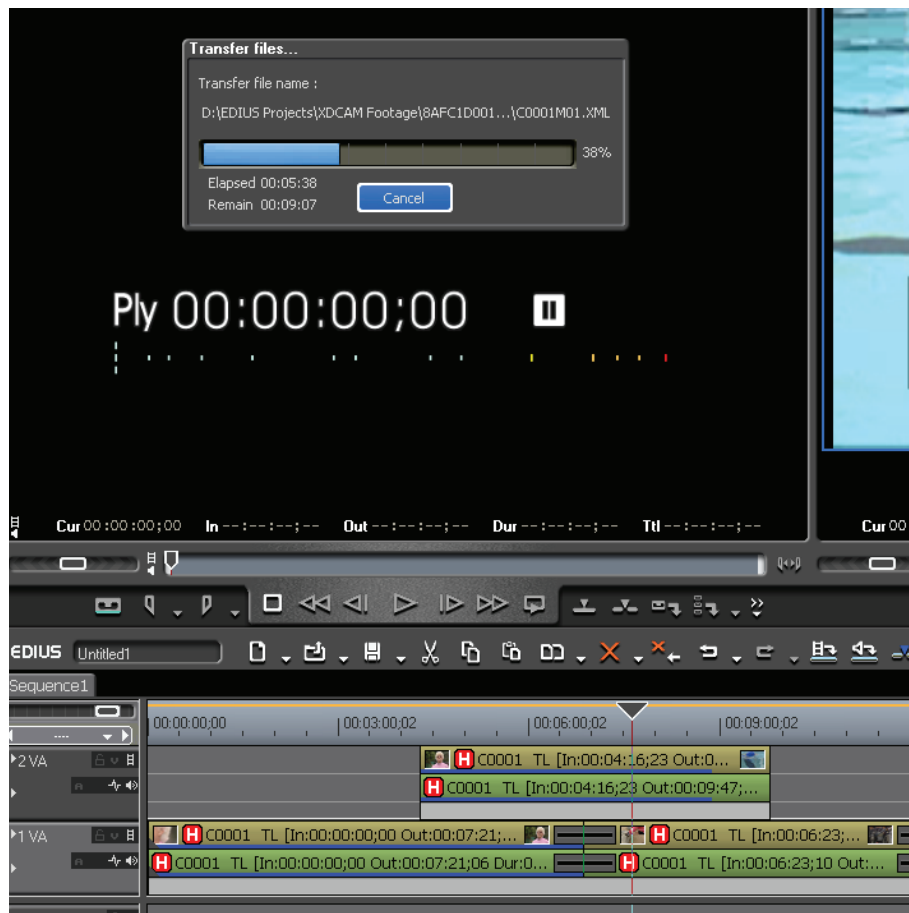 Transfer files...
Transfer file name :
D:\EDIUS Projects\XDCAM Footage\8AFC1D001...\C0001M01.XML
38%
Elapsed 00:05:38
Remain 00:09:07
Cancel
Ply 00:00:00;00
Cur 00:00:00;00 In --:--:--;-- Out --:--:--;-- Dur --:--:--;-- Ttl --:--:--;-- Cur 00
EDIUS Untitled1
Sequence1
00:00:00;00 00:03:00;02 00:06:00;02 00:09:00;02
----
2 VA
H C0001 TL [In:00:04:16;23 Out:0...
H C0001 TL [In:00:04:16;23 Out:00:09:47;...
1 VA
H C0001 TL [In:00:00:00;00 Out:00:07:21;... H C0001 TL [In:00:06:23;...
H C0001 TL [In:00:00:00;00 Out:00:07:21;06 Dur:0... H C0001 TL [In:00:06:23;10 Out:...